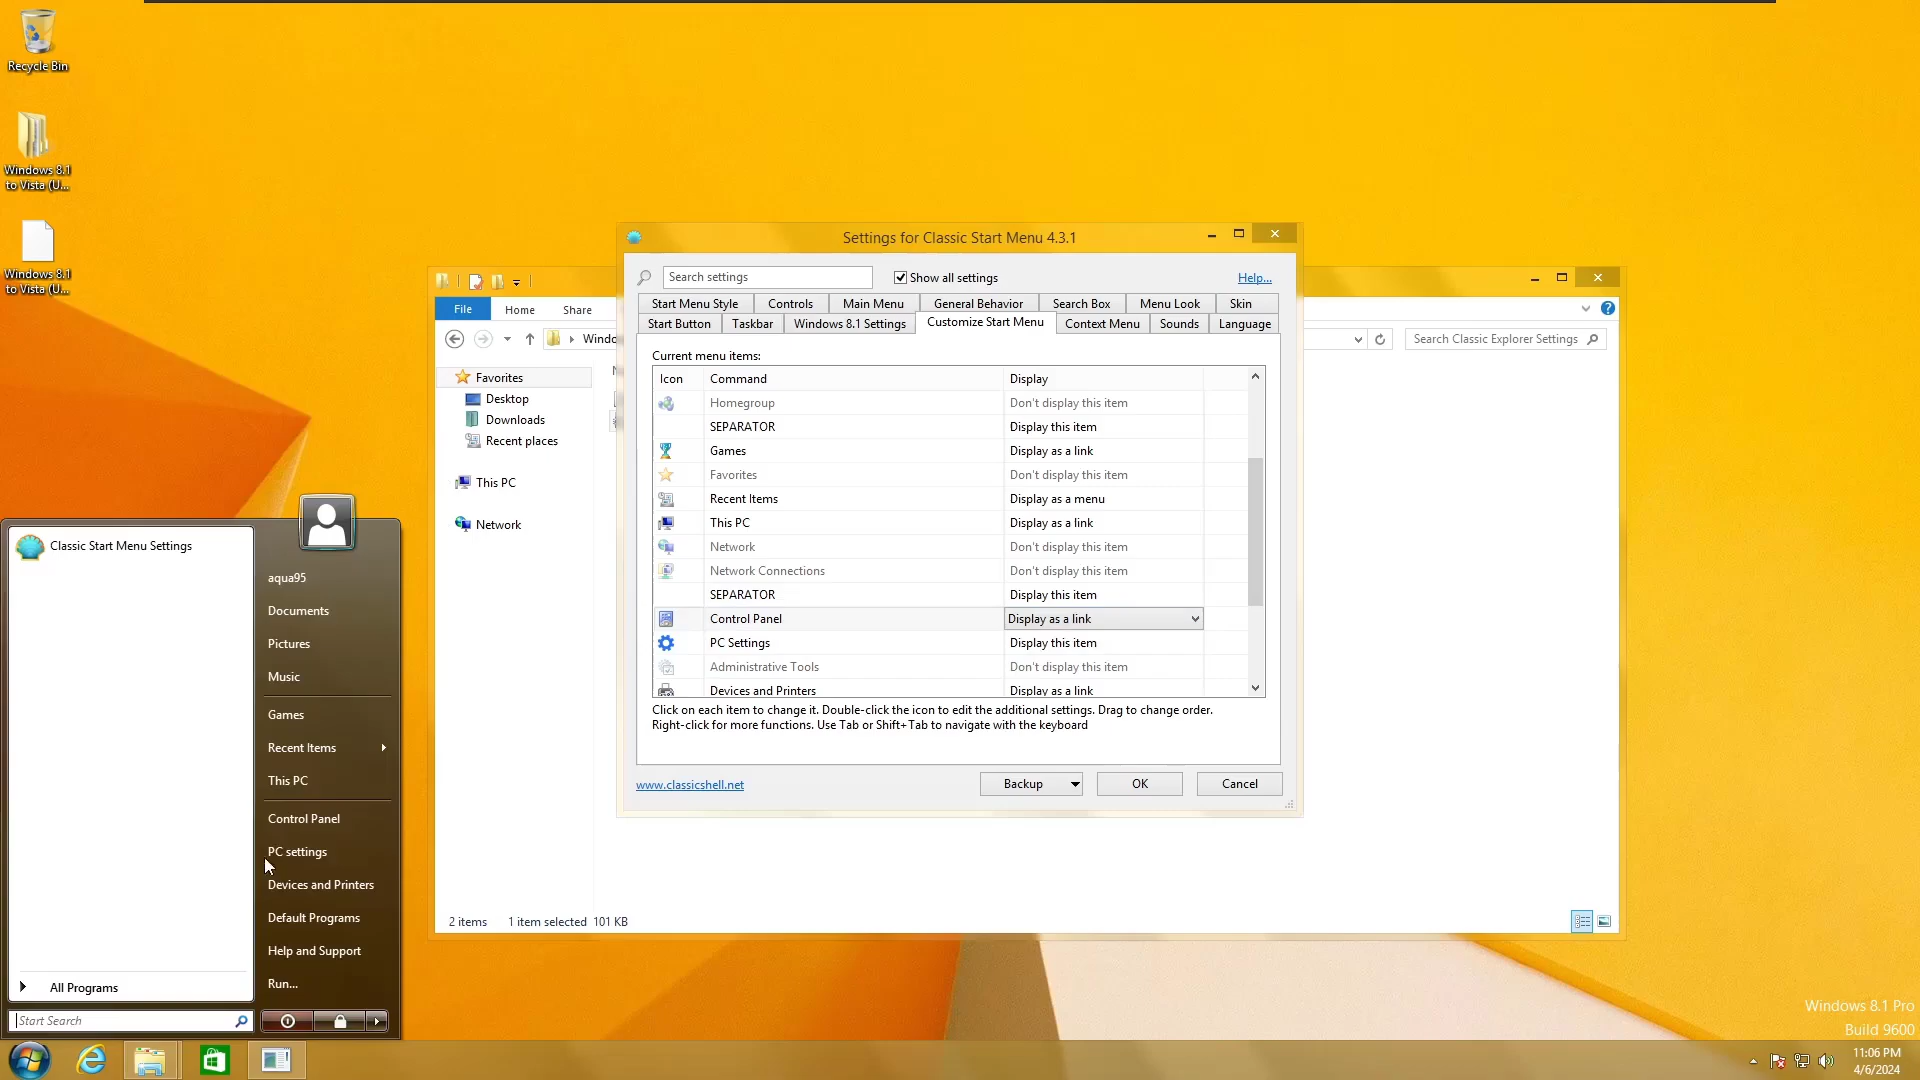 Recycle Bin
Windows 8.1
to Vista (U...
Windows 8.1
to Vista (U...
Settings for Classic Start Menu 4.3.1
Search settings
Show all settings
Help...
Start Menu Style
Controls
Main Menu
General Behavior
Search Box
Menu Look
Skin
Start Button
Taskbar
Windows 8.1 Settings
Customize Start Menu
Context Menu
Sounds
Language
Current menu items:
Icon Command Display
Homegroup Don't display this item
SEPARATOR Display this item
Games Display as a link
Favorites Don't display this item
Recent Items Display as a menu
This PC Display as a link
Network Don't display this item
Network Connections Don't display this item
SEPARATOR Display this item
Control Panel Display as a link
PC Settings Display this item
Administrative Tools Don't display this item
Devices and Printers Display as a link
Click on each item to change it. Double-click the icon to edit the additional settings. Drag to change order.
Right-click for more functions. Use Tab or Shift+Tab to navigate with the keyboard
www.classicshell.net
Backup
OK
Cancel
File
Home
Share
Search Classic Explorer Settings
Favorites
Desktop
Downloads
Recent places
This PC
Network
2 items 1 item selected 101 KB
Classic Start Menu Settings
All Programs
Start Search
aqua95
Documents
Pictures
Music
Games
Recent Items
This PC
Control Panel
PC settings
Devices and Printers
Default Programs
Help and Support
Run...
Windows 8.1 Pro
Build 9600
11:06 PM
4/6/2024